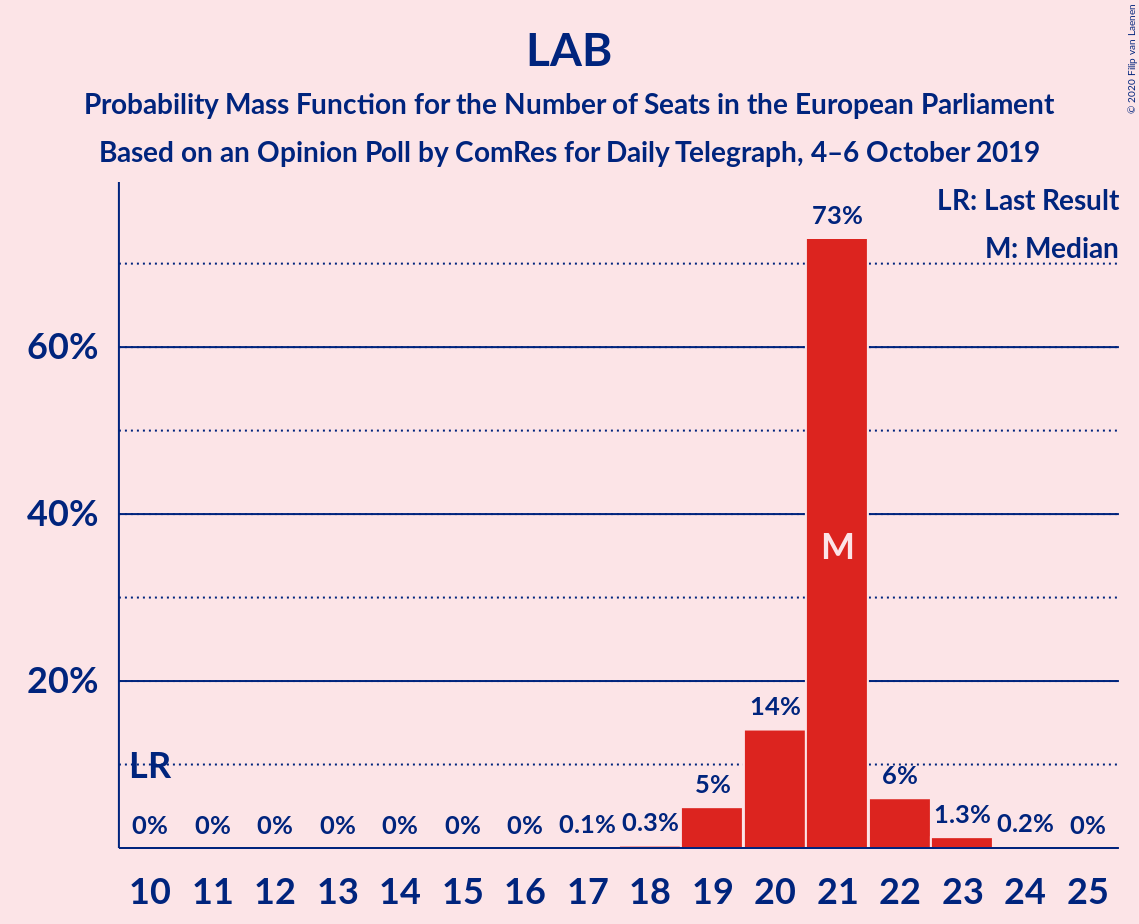 LAB
Probability Mass Function for the Number of Seats in the European Parliament
Based on an Opinion Poll by ComRes for Daily Telegraph, 4–6 October 2019
© 2020 Filip van Laenen
LR: Last Result
M: Median
73%
60%
40%
M
20%
14%
LR
6%
5%
0% 0% 0% 0% 0% 0% 0% 0.1% 0.3% 1.3% 0.2% 0%
10 11 12 13 14 15 16 17 18 19 20 21 22 23 24 25